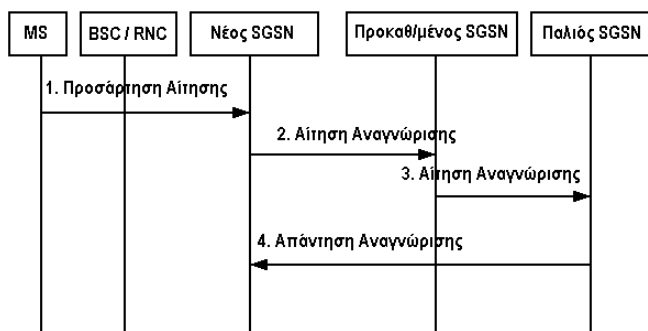 MS
BSC / RNC
Νέος SGSN
Προκαθ/μένος SGSN
Παλιός SGSN
1. Προσάρτηση Αίτησης
2. Αίτηση Αναγνώρισης
3. Αίτηση Αναγνώρισης
4. Απάντηση Αναγνώρισης